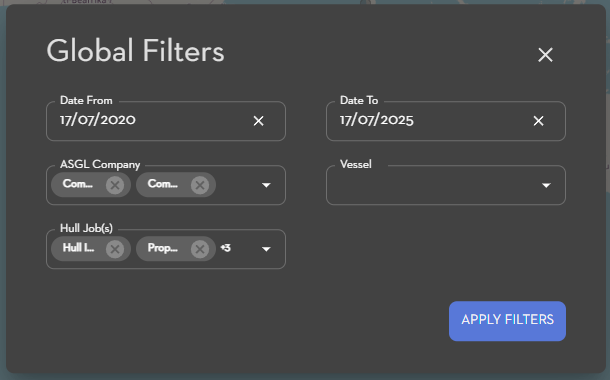 Global Filters
Date From
17/07/2020
Date To
17/07/2025
ASGL Company
Com...
Com...
Vessel
Hull Job(s)
Hull I...
Prop...
+3
APPLY FILTERS